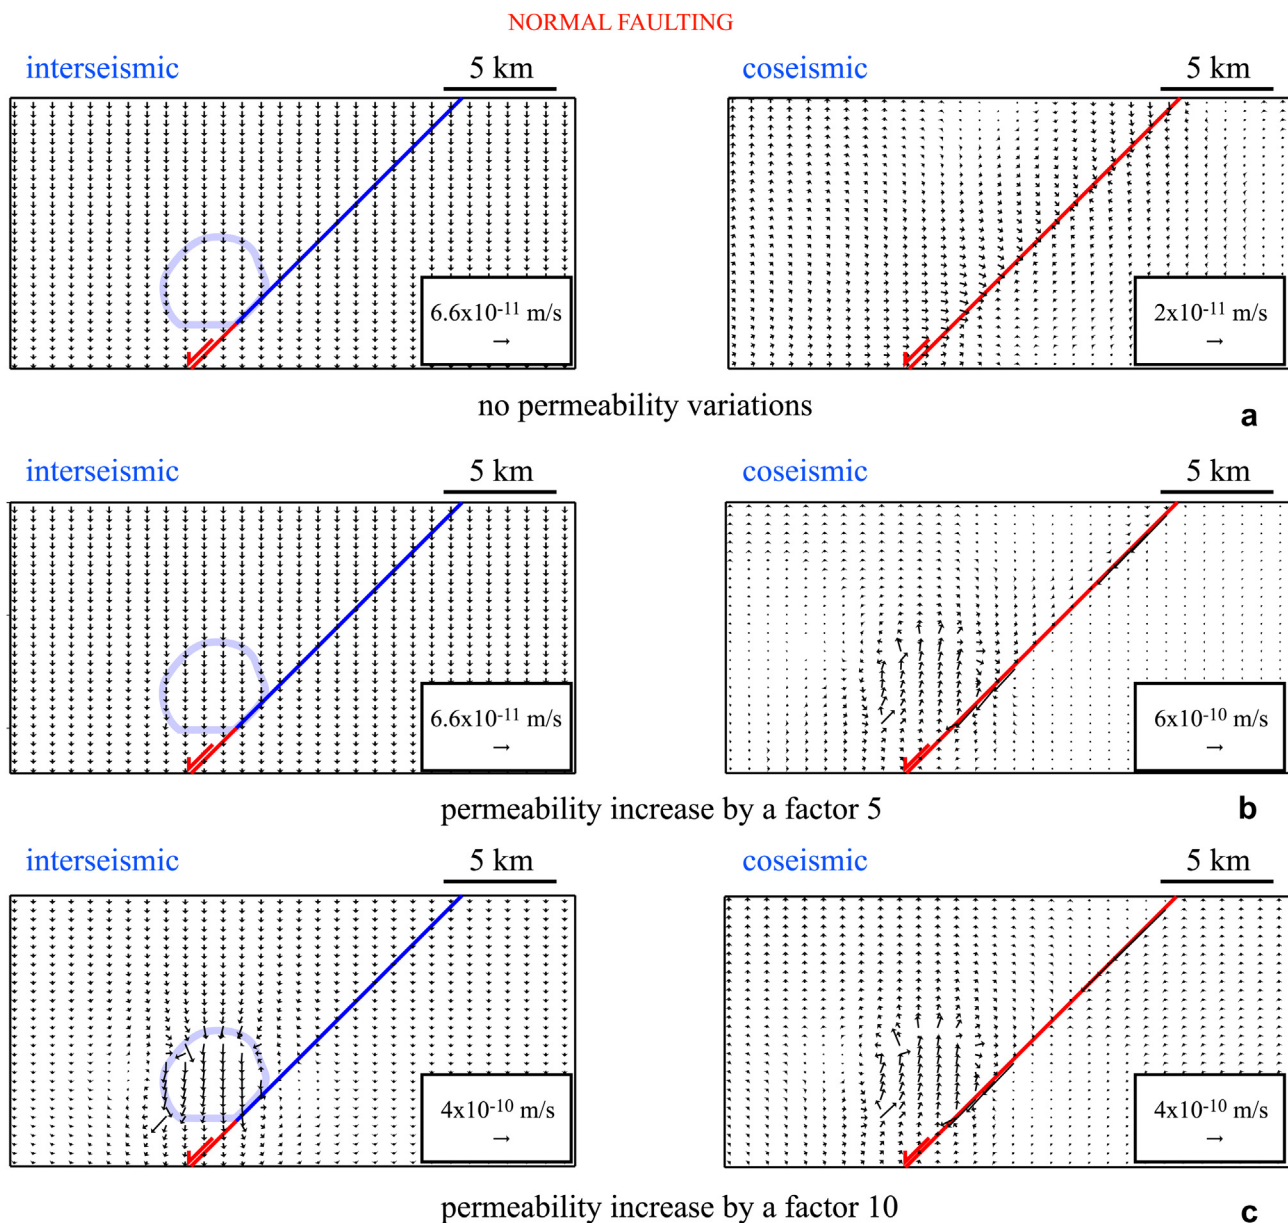 NORMAL FAULTING
interseismic 5 km coseismic 5 km
6.6x10⁻¹¹ m/s 2x10⁻¹¹ m/s
→ →
no permeability variations a
interseismic 5 km coseismic 5 km
6.6x10⁻¹¹ m/s 6x10⁻¹⁰ m/s
→ →
permeability increase by a factor 5 b
interseismic 5 km coseismic 5 km
4x10⁻¹⁰ m/s 4x10⁻¹⁰ m/s
→ →
permeability increase by a factor 10 c